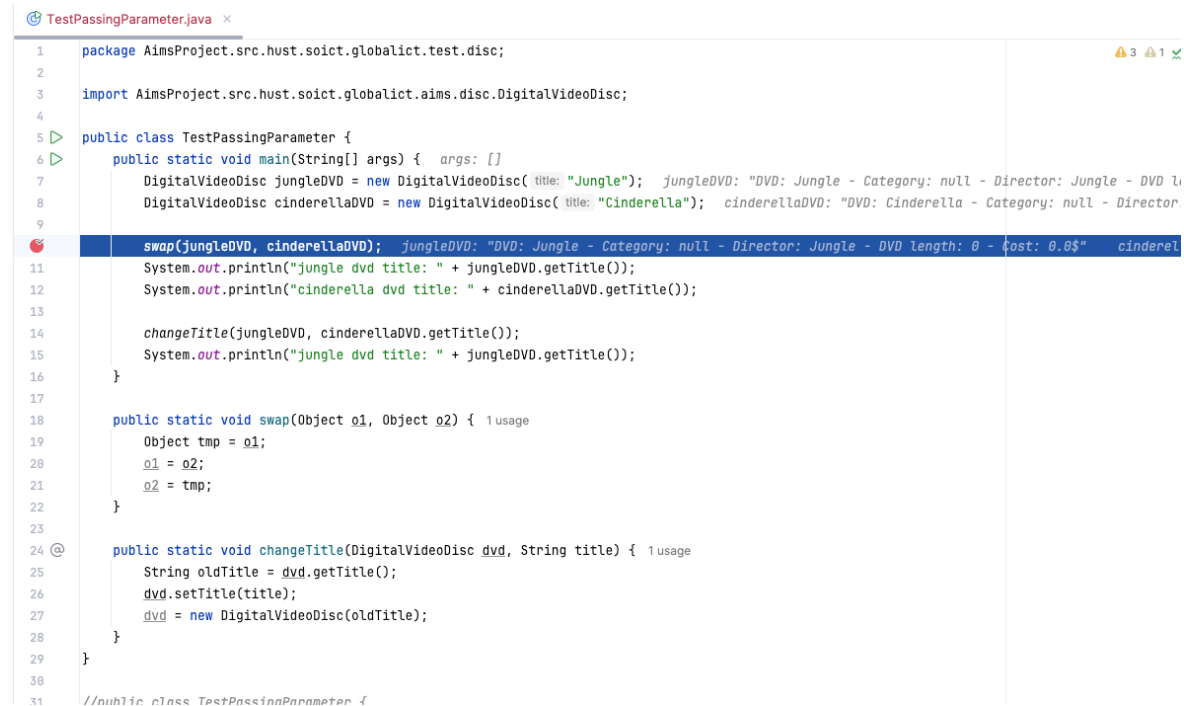 TestPassingParameter.java ×
1 package AimsProject.src.hust.soict.globalict.test.disc; 3 1
2
3 import AimsProject.src.hust.soict.globalict.aims.disc.DigitalVideoDisc;
4
5 public class TestPassingParameter {
6 public static void main(String[] args) { args: []
7 DigitalVideoDisc jungleDVD = new DigitalVideoDisc( title: "Jungle"); jungleDVD: "DVD: Jungle - Category: null - Director: Jungle - DVD le
8 DigitalVideoDisc cinderellaDVD = new DigitalVideoDisc( title: "Cinderella"); cinderellaDVD: "DVD: Cinderella - Category: null - Director:
9
swap(jungleDVD, cinderellaDVD); jungleDVD: "DVD: Jungle - Category: null - Director: Jungle - DVD length: 0 - Cost: 0.0$" cinderell
11 System.out.println("jungle dvd title: " + jungleDVD.getTitle());
12 System.out.println("cinderella dvd title: " + cinderellaDVD.getTitle());
13
14 changeTitle(jungleDVD, cinderellaDVD.getTitle());
15 System.out.println("jungle dvd title: " + jungleDVD.getTitle());
16 }
17
18 public static void swap(Object o1, Object o2) { 1 usage
19 Object tmp = o1;
20 o1 = o2;
21 o2 = tmp;
22 }
23
24 @ public static void changeTitle(DigitalVideoDisc dvd, String title) { 1 usage
25 String oldTitle = dvd.getTitle();
26 dvd.setTitle(title);
27 dvd = new DigitalVideoDisc(oldTitle);
28 }
29 }
30
31 //public class TestPassingParameter {